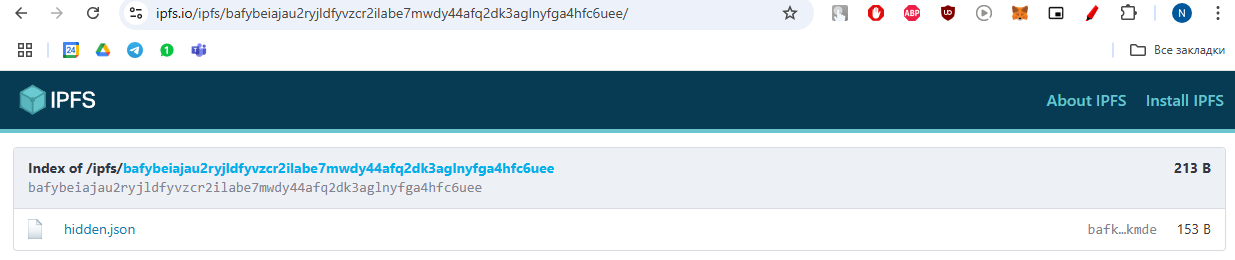 ipfs.io/ipfs/bafybeiajau2ryjldfyvzcr2ilabe7mwdy44afq2dk3aglnyfga4hfc6uee/
ABP
N
24
1
Все закладки
IPFS
About IPFS Install IPFS
Index of /ipfs/bafybeiajau2ryjldfyvzcr2ilabe7mwdy44afq2dk3aglnyfga4hfc6uee 213 B
bafybeiajau2ryjldfyvzcr2ilabe7mwdy44afq2dk3aglnyfga4hfc6uee
hidden.json bafk…kmde 153 B